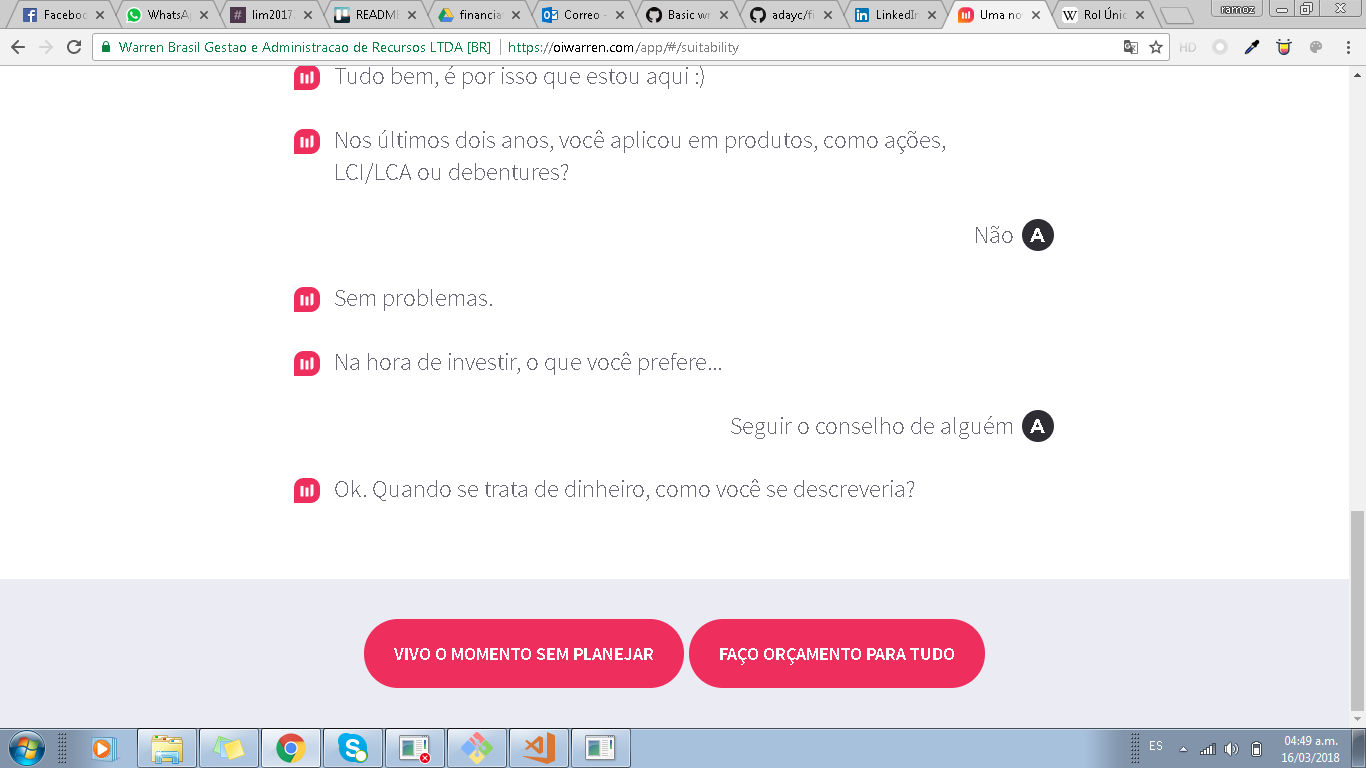 Facebo
WhatsA
lim2017
README
financia
Correo -
Basic wo
adayc/fi
LinkedIn
Uma no
Rol Únic
ramoz
Warren Brasil Gestao e Administracao de Recursos LTDA [BR]
https://oiwarren.com/app/#/suitability
HD
Tudo bem, é por isso que estou aqui :)
Nos últimos dois anos, você aplicou em produtos, como ações,
LCI/LCA ou debentures?
Não A
Sem problemas.
Na hora de investir, o que você prefere...
Seguir o conselho de alguém A
Ok. Quando se trata de dinheiro, como você se descreveria?
VIVO O MOMENTO SEM PLANEJAR
FAÇO ORÇAMENTO PARA TUDO
ES
04:49 a.m.
16/03/2018